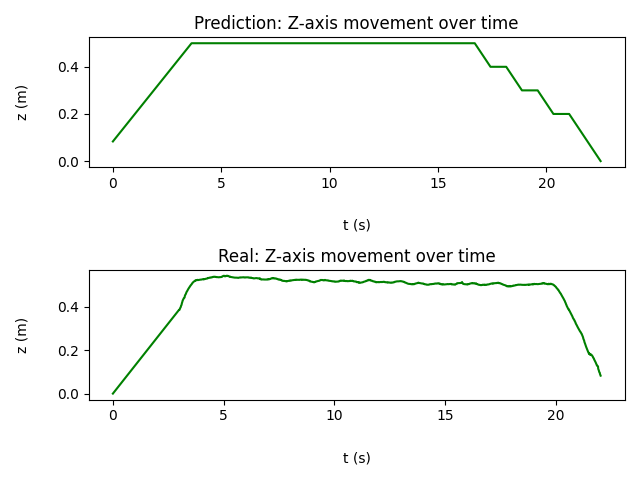 Prediction: Z-axis movement over time
z (m)
0.4
0.2
0.0
0 5 10 15 20
t (s)
Real: Z-axis movement over time
z (m)
0.4
0.2
0.0
0 5 10 15 20
t (s)